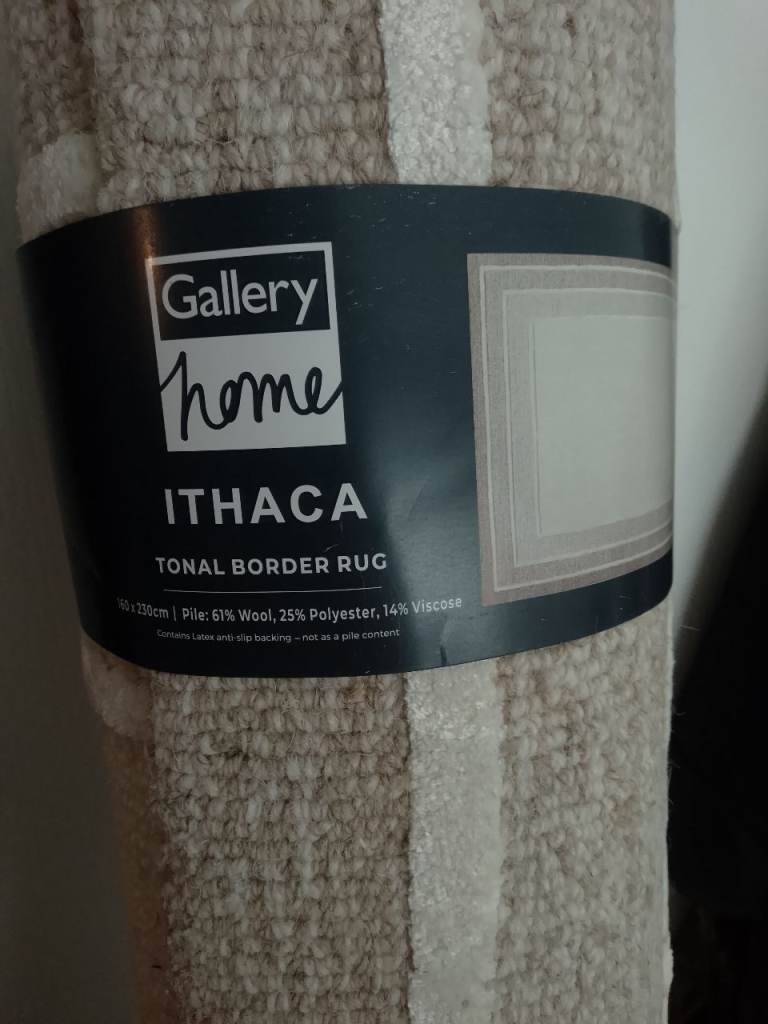 Gallery
home
ITHACA
TONAL BORDER RUG
160 x 230cm | Pile: 61% Wool, 25% Polyester, 14% Viscose
Contains Latex anti-slip backing – not as a pile content